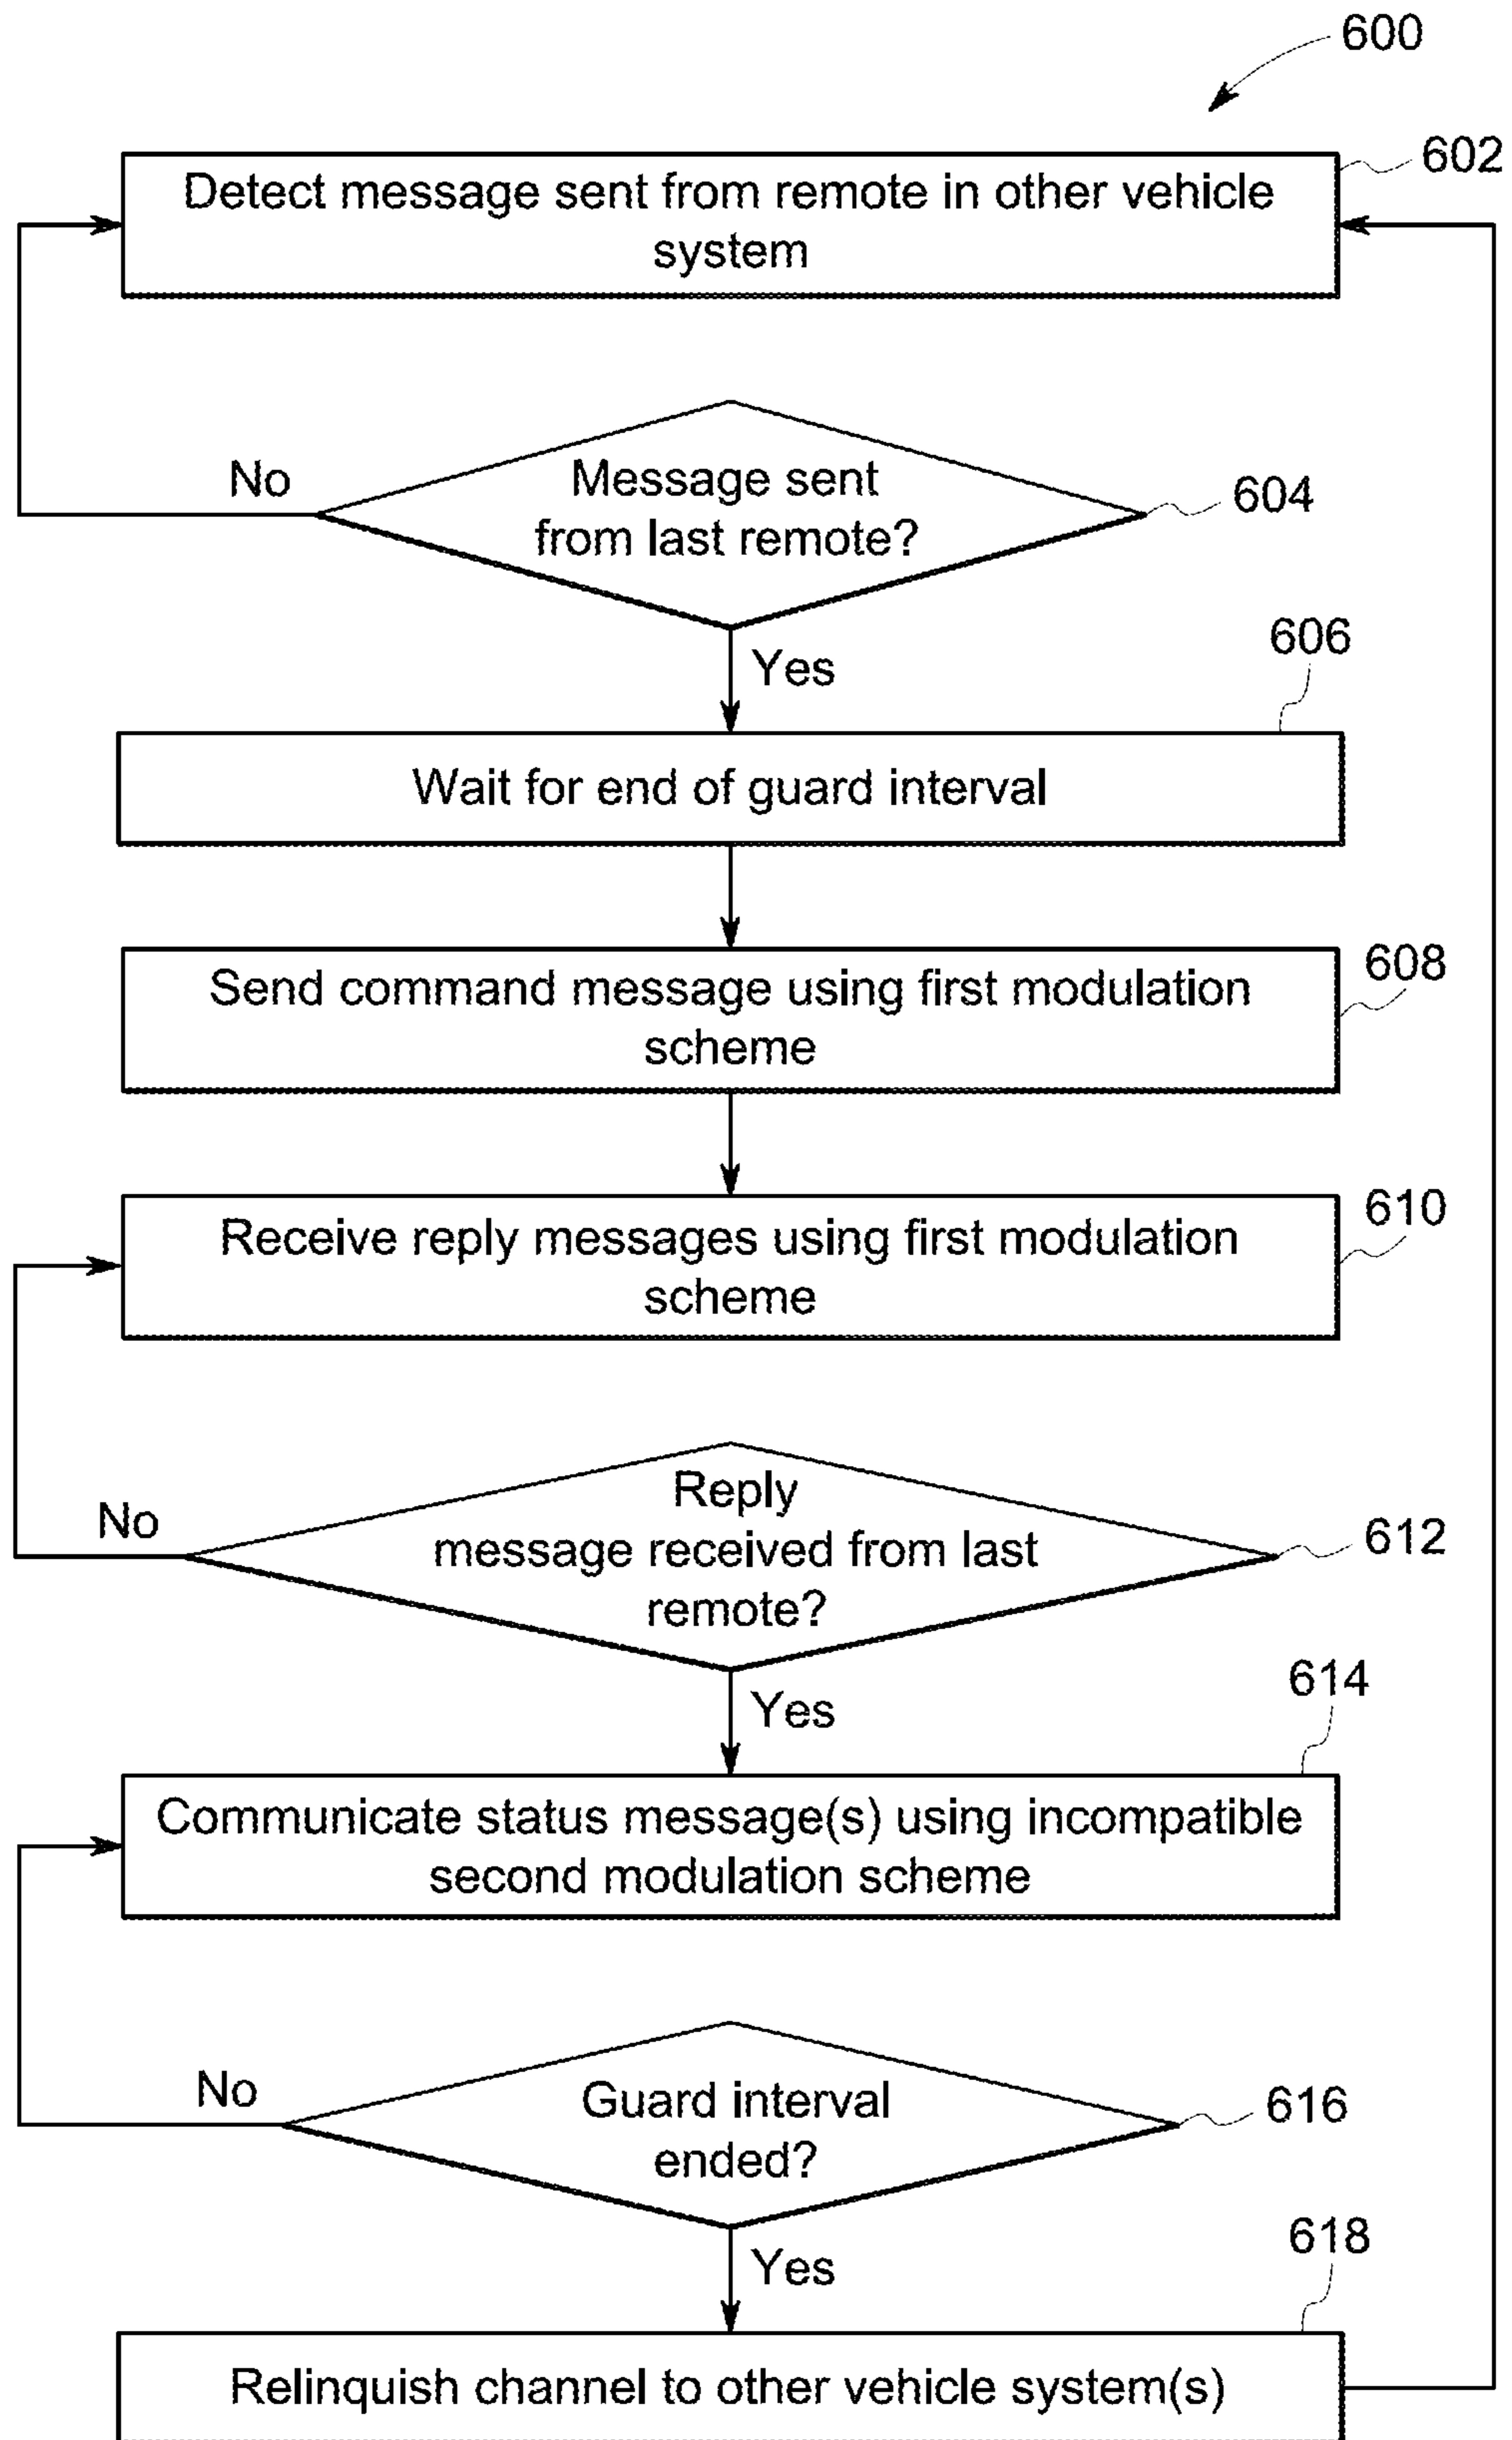 600
602
Detect message sent from remote in other vehicle
system
No
Message sent
from last remote?
604
Yes
606
Wait for end of guard interval
608
Send command message using first modulation
scheme
610
Receive reply messages using first modulation
scheme
No
Reply
message received from last
remote?
612
Yes
614
Communicate status message(s) using incompatible
second modulation scheme
No
Guard interval
ended?
616
Yes
618
Relinquish channel to other vehicle system(s)